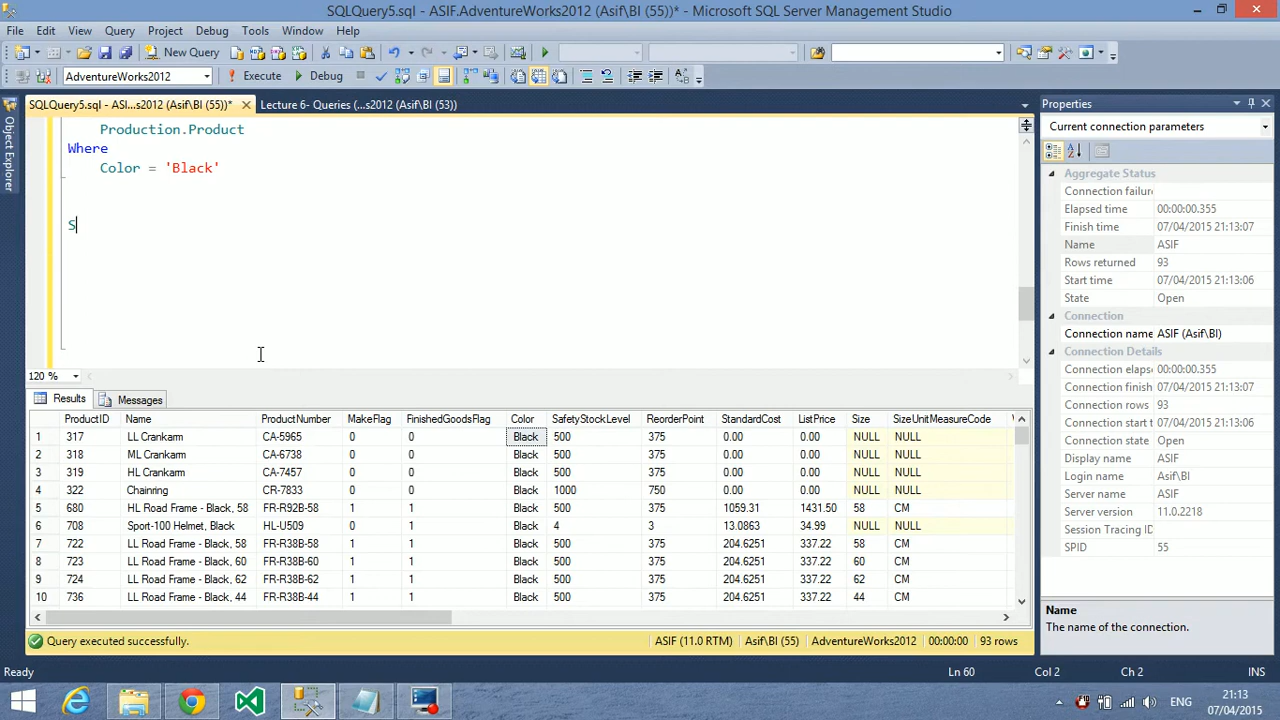 SQLQuery5.sql - ASIF.AdventureWorks2012 (Asif\BI (55))* - Microsoft SQL Server Management Studio
File Edit View Query Project Debug Tools Window Help
New Query
AdventureWorks2012 Execute Debug
SQLQuery5.sql - ASI...s2012 (Asif\BI (55))* Lecture 6- Queries (...s2012 (Asif\BI (53))
Object Explorer
Production.Product
Where
Color = 'Black'
S
120 %
Results Messages
ProductID Name ProductNumber MakeFlag FinishedGoodsFlag Color SafetyStockLevel ReorderPoint StandardCost ListPrice Size SizeUnitMeasureCode
1 317 LL Crankarm CA-5965 0 0 Black 500 375 0.00 0.00 NULL NULL
2 318 ML Crankarm CA-6738 0 0 Black 500 375 0.00 0.00 NULL NULL
3 319 HL Crankarm CA-7457 0 0 Black 500 375 0.00 0.00 NULL NULL
4 322 Chainring CR-7833 0 0 Black 1000 750 0.00 0.00 NULL NULL
5 680 HL Road Frame - Black, 58 FR-R92B-58 1 1 Black 500 375 1059.31 1431.50 58 CM
6 708 Sport-100 Helmet, Black HL-U509 0 1 Black 4 3 13.0863 34.99 NULL NULL
7 722 LL Road Frame - Black, 58 FR-R38B-58 1 1 Black 500 375 204.6251 337.22 58 CM
8 723 LL Road Frame - Black, 60 FR-R38B-60 1 1 Black 500 375 204.6251 337.22 60 CM
9 724 LL Road Frame - Black, 62 FR-R38B-62 1 1 Black 500 375 204.6251 337.22 62 CM
10 736 LL Road Frame - Black, 44 FR-R38B-44 1 1 Black 500 375 204.6251 337.22 44 CM
Query executed successfully. ASIF (11.0 RTM) Asif\BI (55) AdventureWorks2012 00:00:00 93 rows
Properties
Current connection parameters
Aggregate Status
Connection failure
Elapsed time 00:00:00.355
Finish time 07/04/2015 21:13:07
Name ASIF
Rows returned 93
Start time 07/04/2015 21:13:06
State Open
Connection
Connection name ASIF (Asif\BI)
Connection Details
Connection elaps 00:00:00.355
Connection finish 07/04/2015 21:13:07
Connection rows 93
Connection start t 07/04/2015 21:13:06
Connection state Open
Display name ASIF
Login name Asif\BI
Server name ASIF
Server version 11.0.2218
Session Tracing ID
SPID 55
Name
The name of the connection.
Ready Ln 60 Col 2 Ch 2 INS
ENG 21:13
07/04/2015